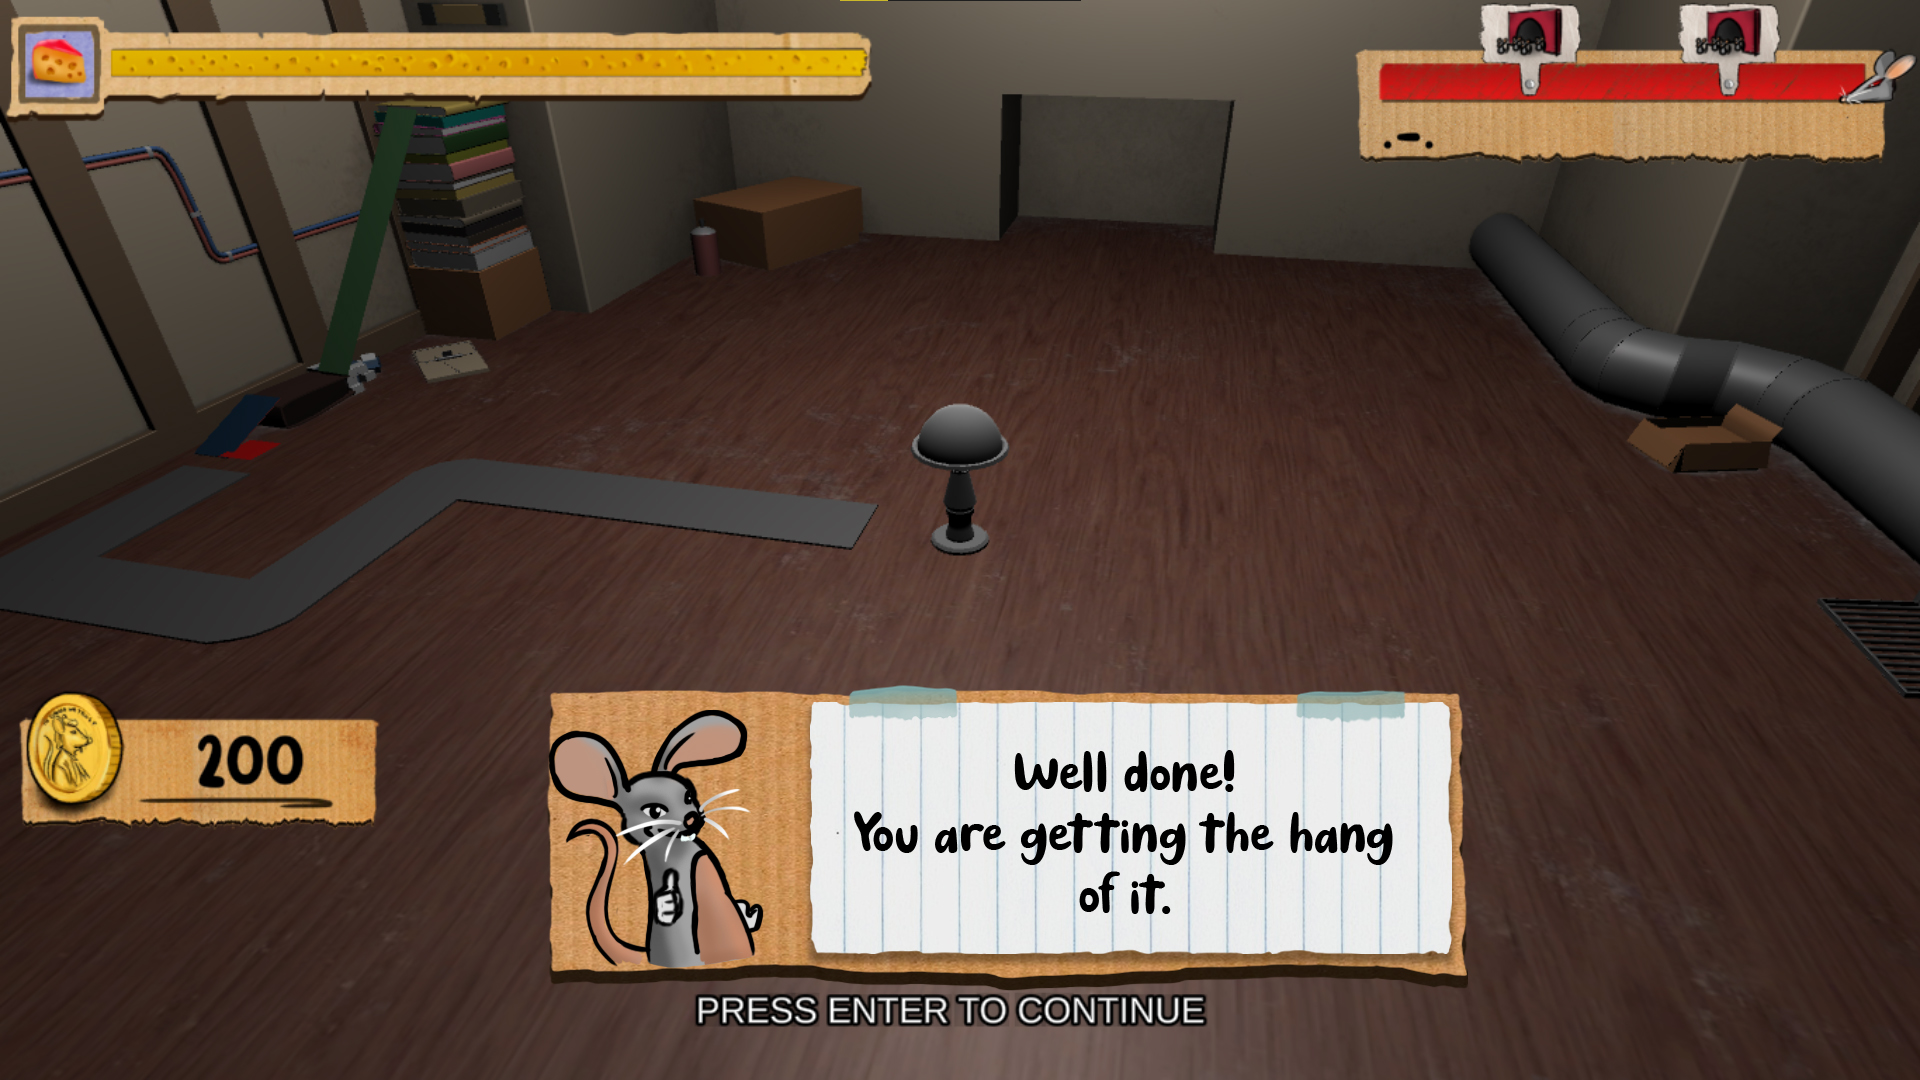 200
Well done!
You are getting the hang
of it.
PRESS ENTER TO CONTINUE